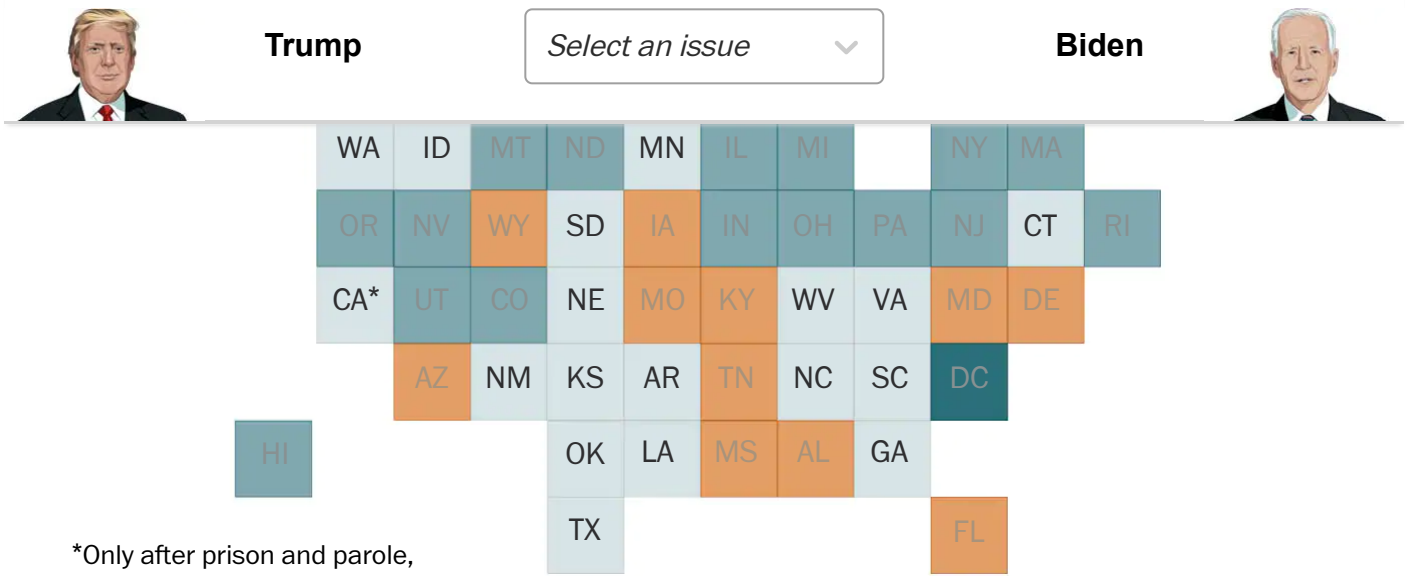 Trump Select an issue Biden
WA ID MT ND MN IL MI NY MA
OR NV WY SD IA IN OH PA NJ CT RI
CA* UT CO NE MO KY WV VA MD DE
AZ NM KS AR TN NC SC DC
HI OK LA MS AL GA
TX FL
*Only after prison and parole,